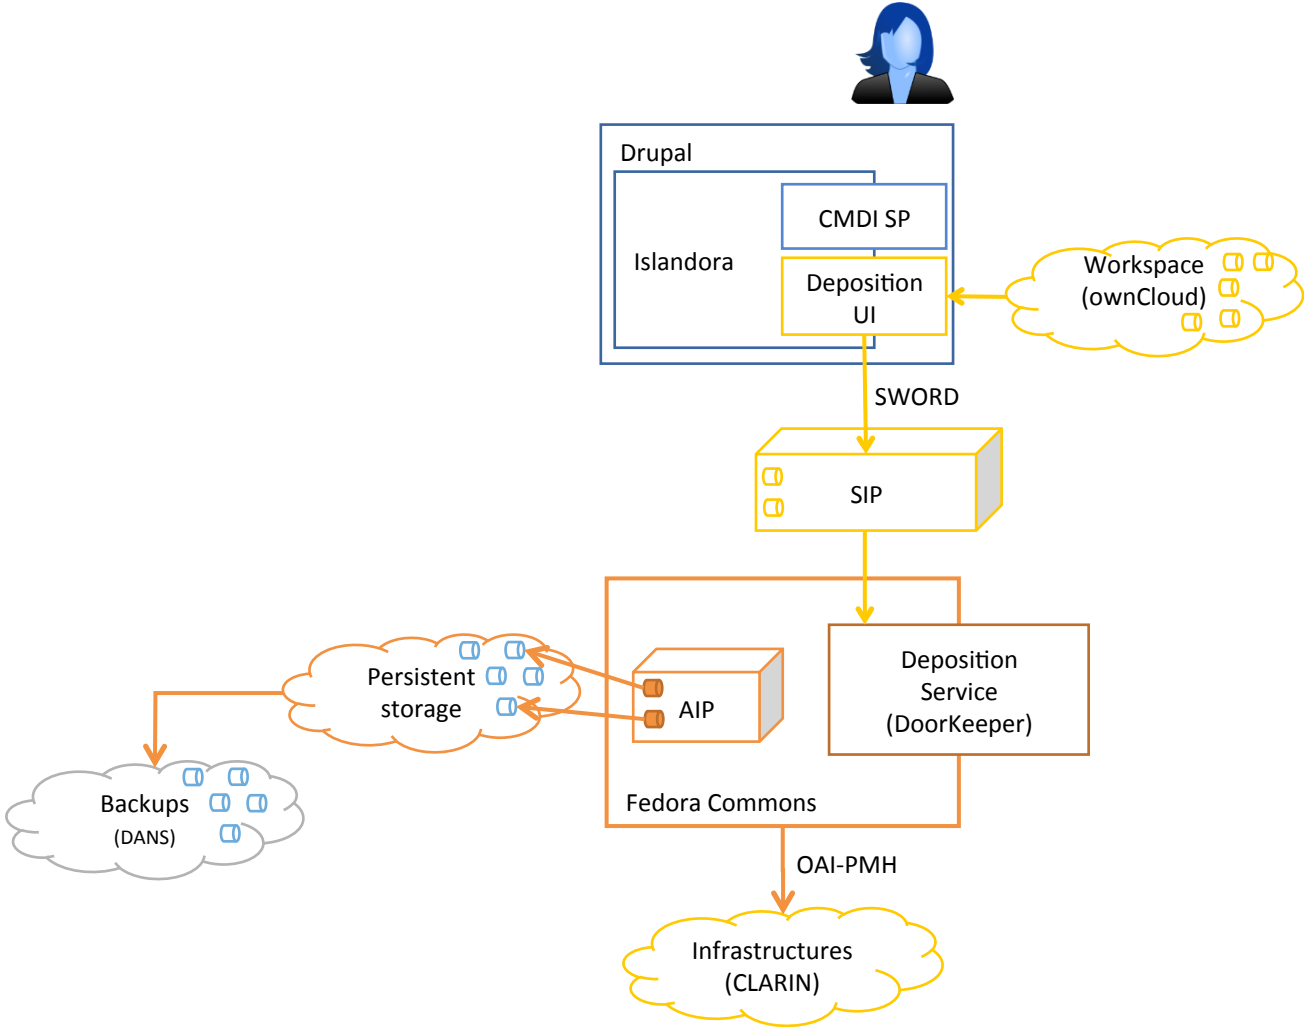 Drupal
CMDI SP
Islandora
Deposition
UI
Workspace
(ownCloud)
SWORD
SIP
Persistent
storage
AIP
Deposition
Service
(DoorKeeper)
Backups
(DANS)
Fedora Commons
OAI-PMH
Infrastructures
(CLARIN)